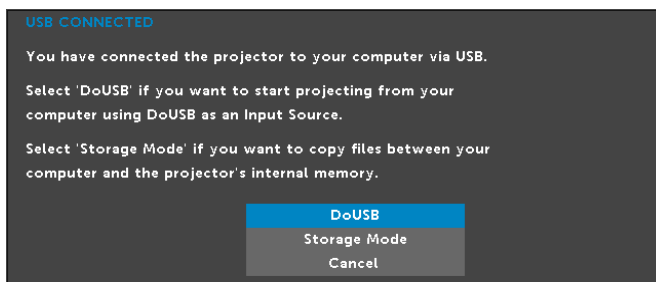 USB CONNECTED
You have connected the projector to your computer via USB.
Select 'DoUSB' if you want to start projecting from your
computer using DoUSB as an Input Source.
Select 'Storage Mode' if you want to copy files between your
computer and the projector's internal memory.
DoUSB
Storage Mode
Cancel